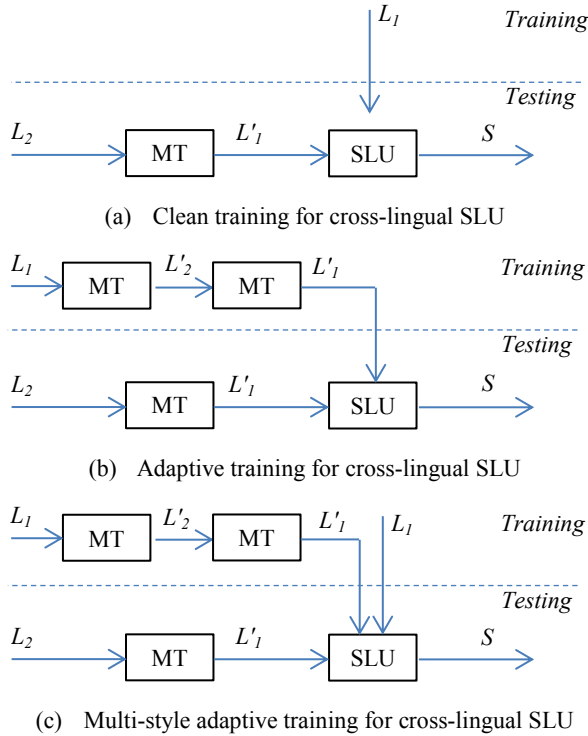 L₁ Training
Testing
L₂ MT L'₁ SLU S
(a) Clean training for cross-lingual SLU
L₁ MT L'₂ MT L'₁ Training
Testing
L₂ MT L'₁ SLU S
(b) Adaptive training for cross-lingual SLU
L₁ MT L'₂ MT L'₁ L₁ Training
Testing
L₂ MT L'₁ SLU S
(c) Multi-style adaptive training for cross-lingual SLU